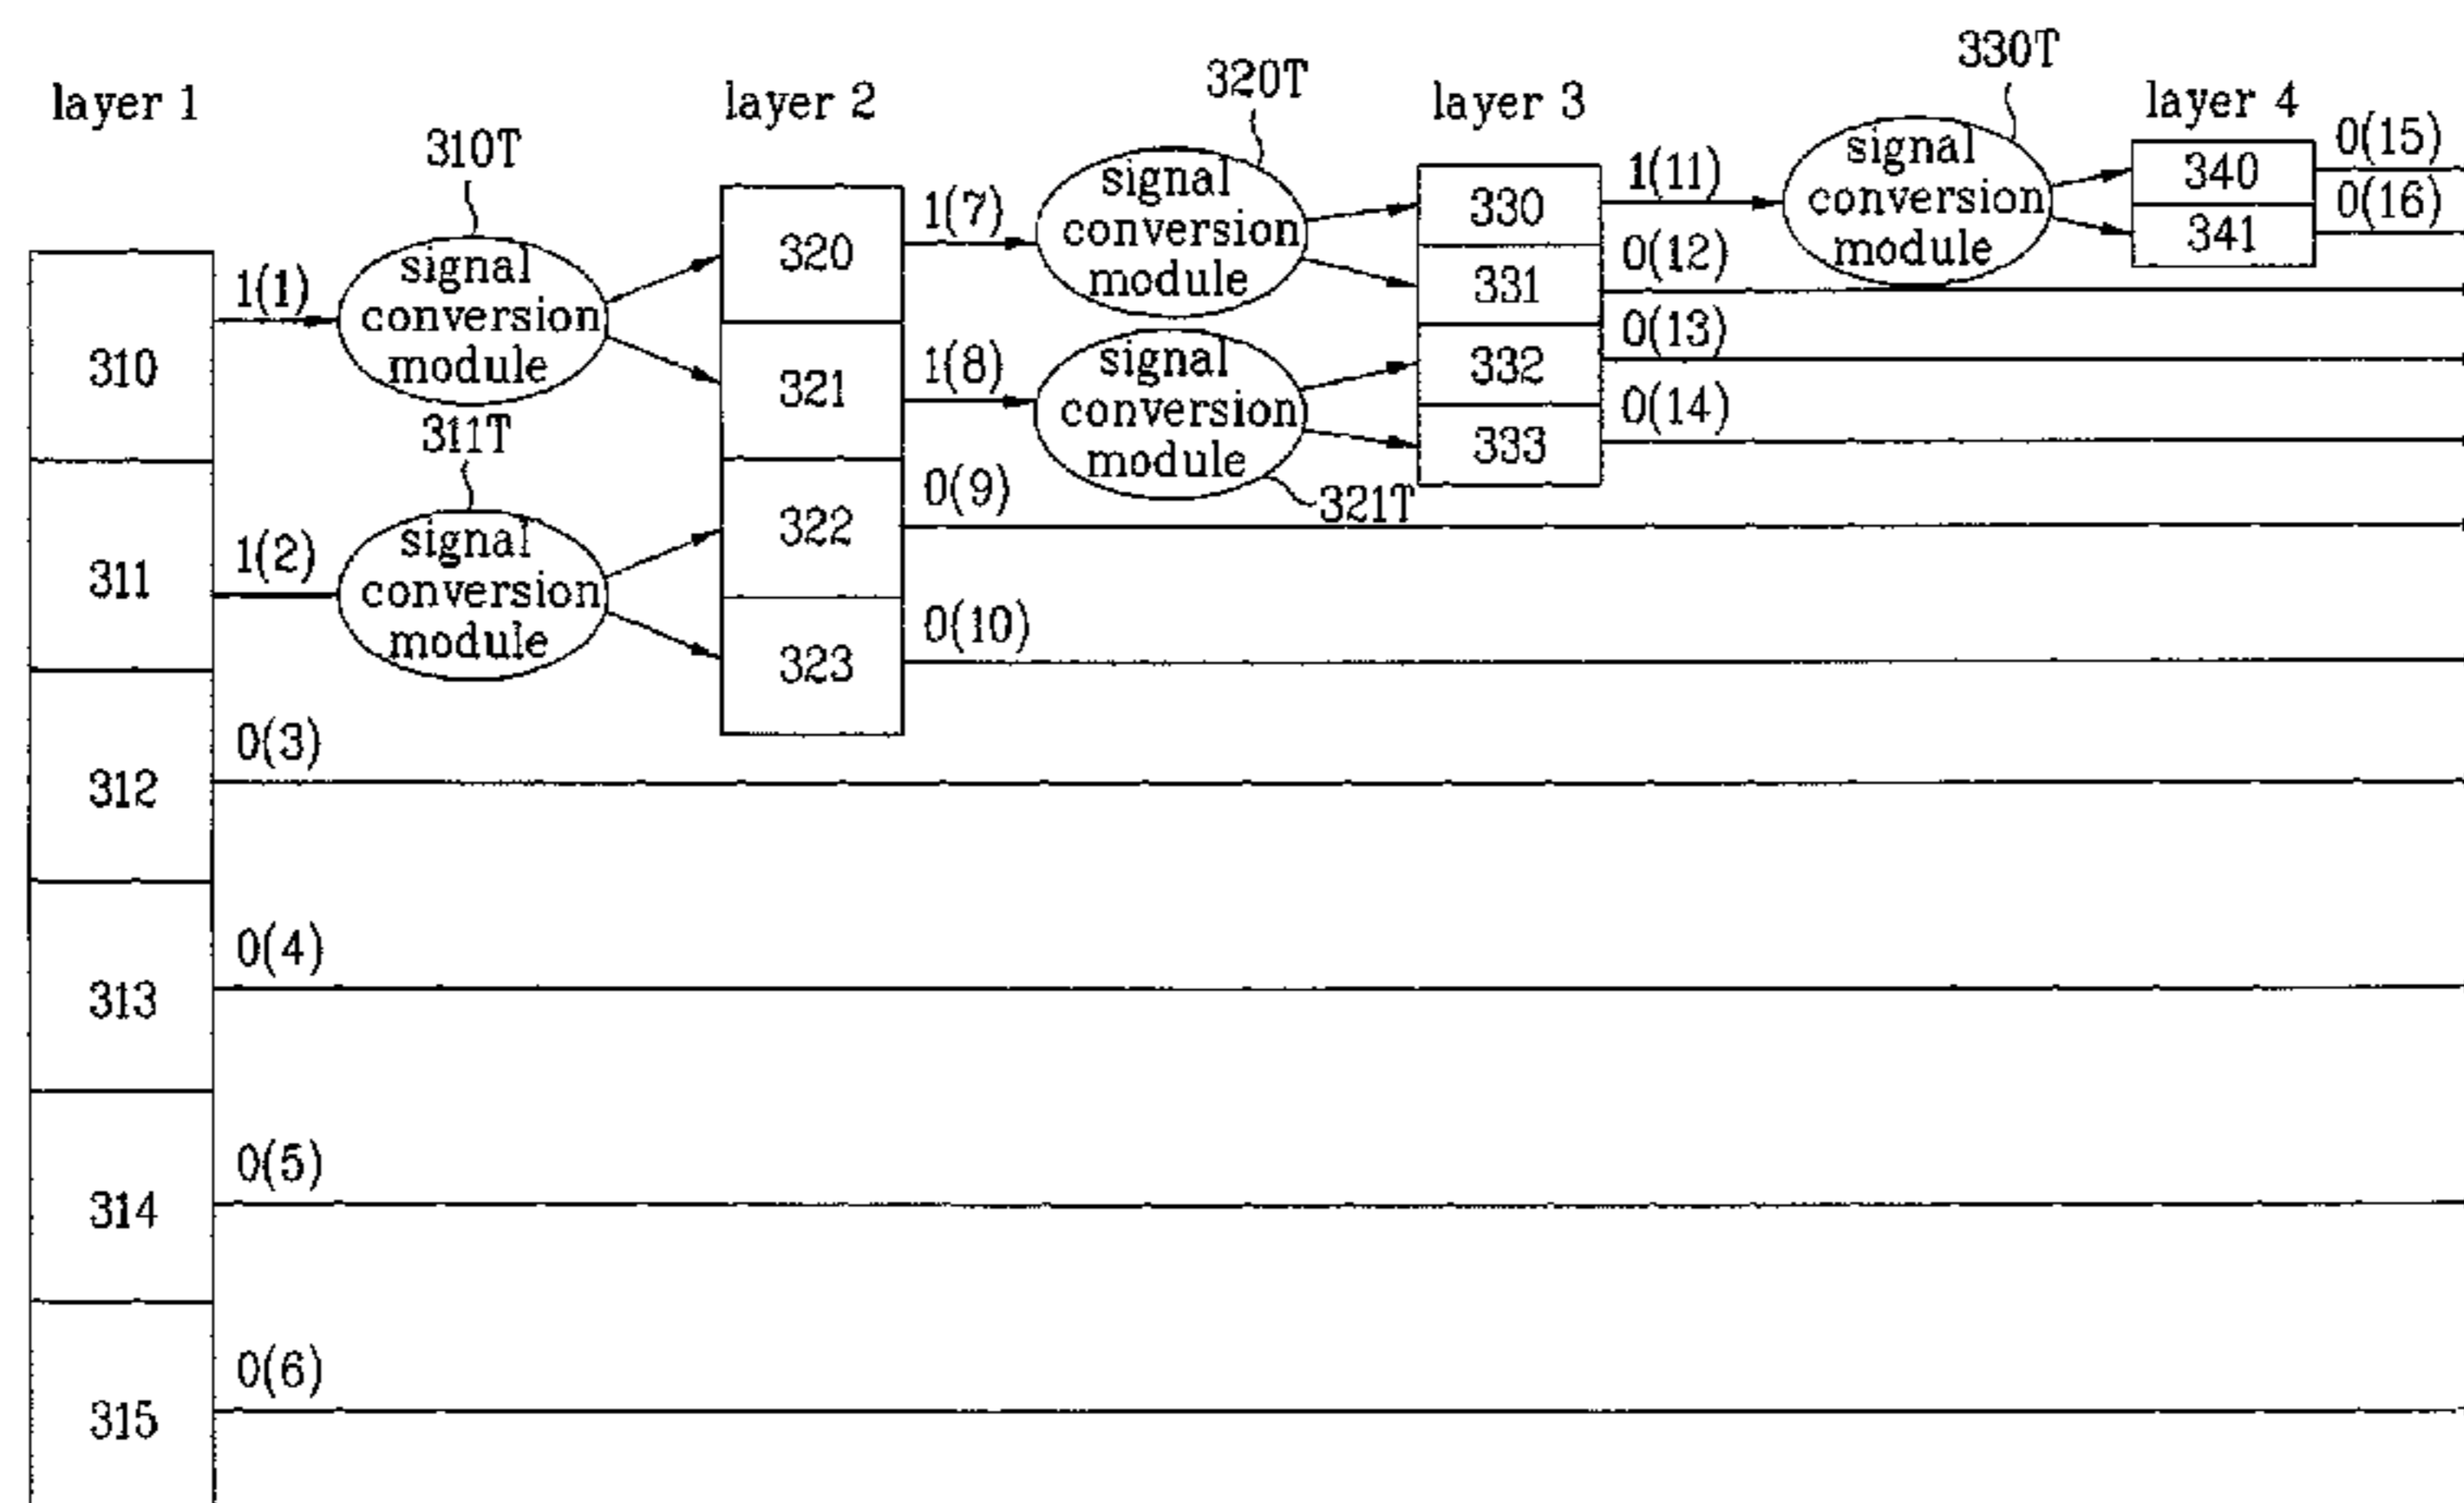 layer 1
310
311
312
313
314
315
1(1)
1(2)
0(3)
0(4)
0(5)
0(6)
310T
signal
conversion
module
311T
signal
conversion
module
layer 2
320
321
322
323
1(7)
1(8)
0(9)
0(10)
320T
signal
conversion
module
signal
conversion
module
321T
layer 3
330
331
332
333
1(11)
0(12)
0(13)
0(14)
330T
signal
conversion
module
layer 4
340
341
0(15)
0(16)